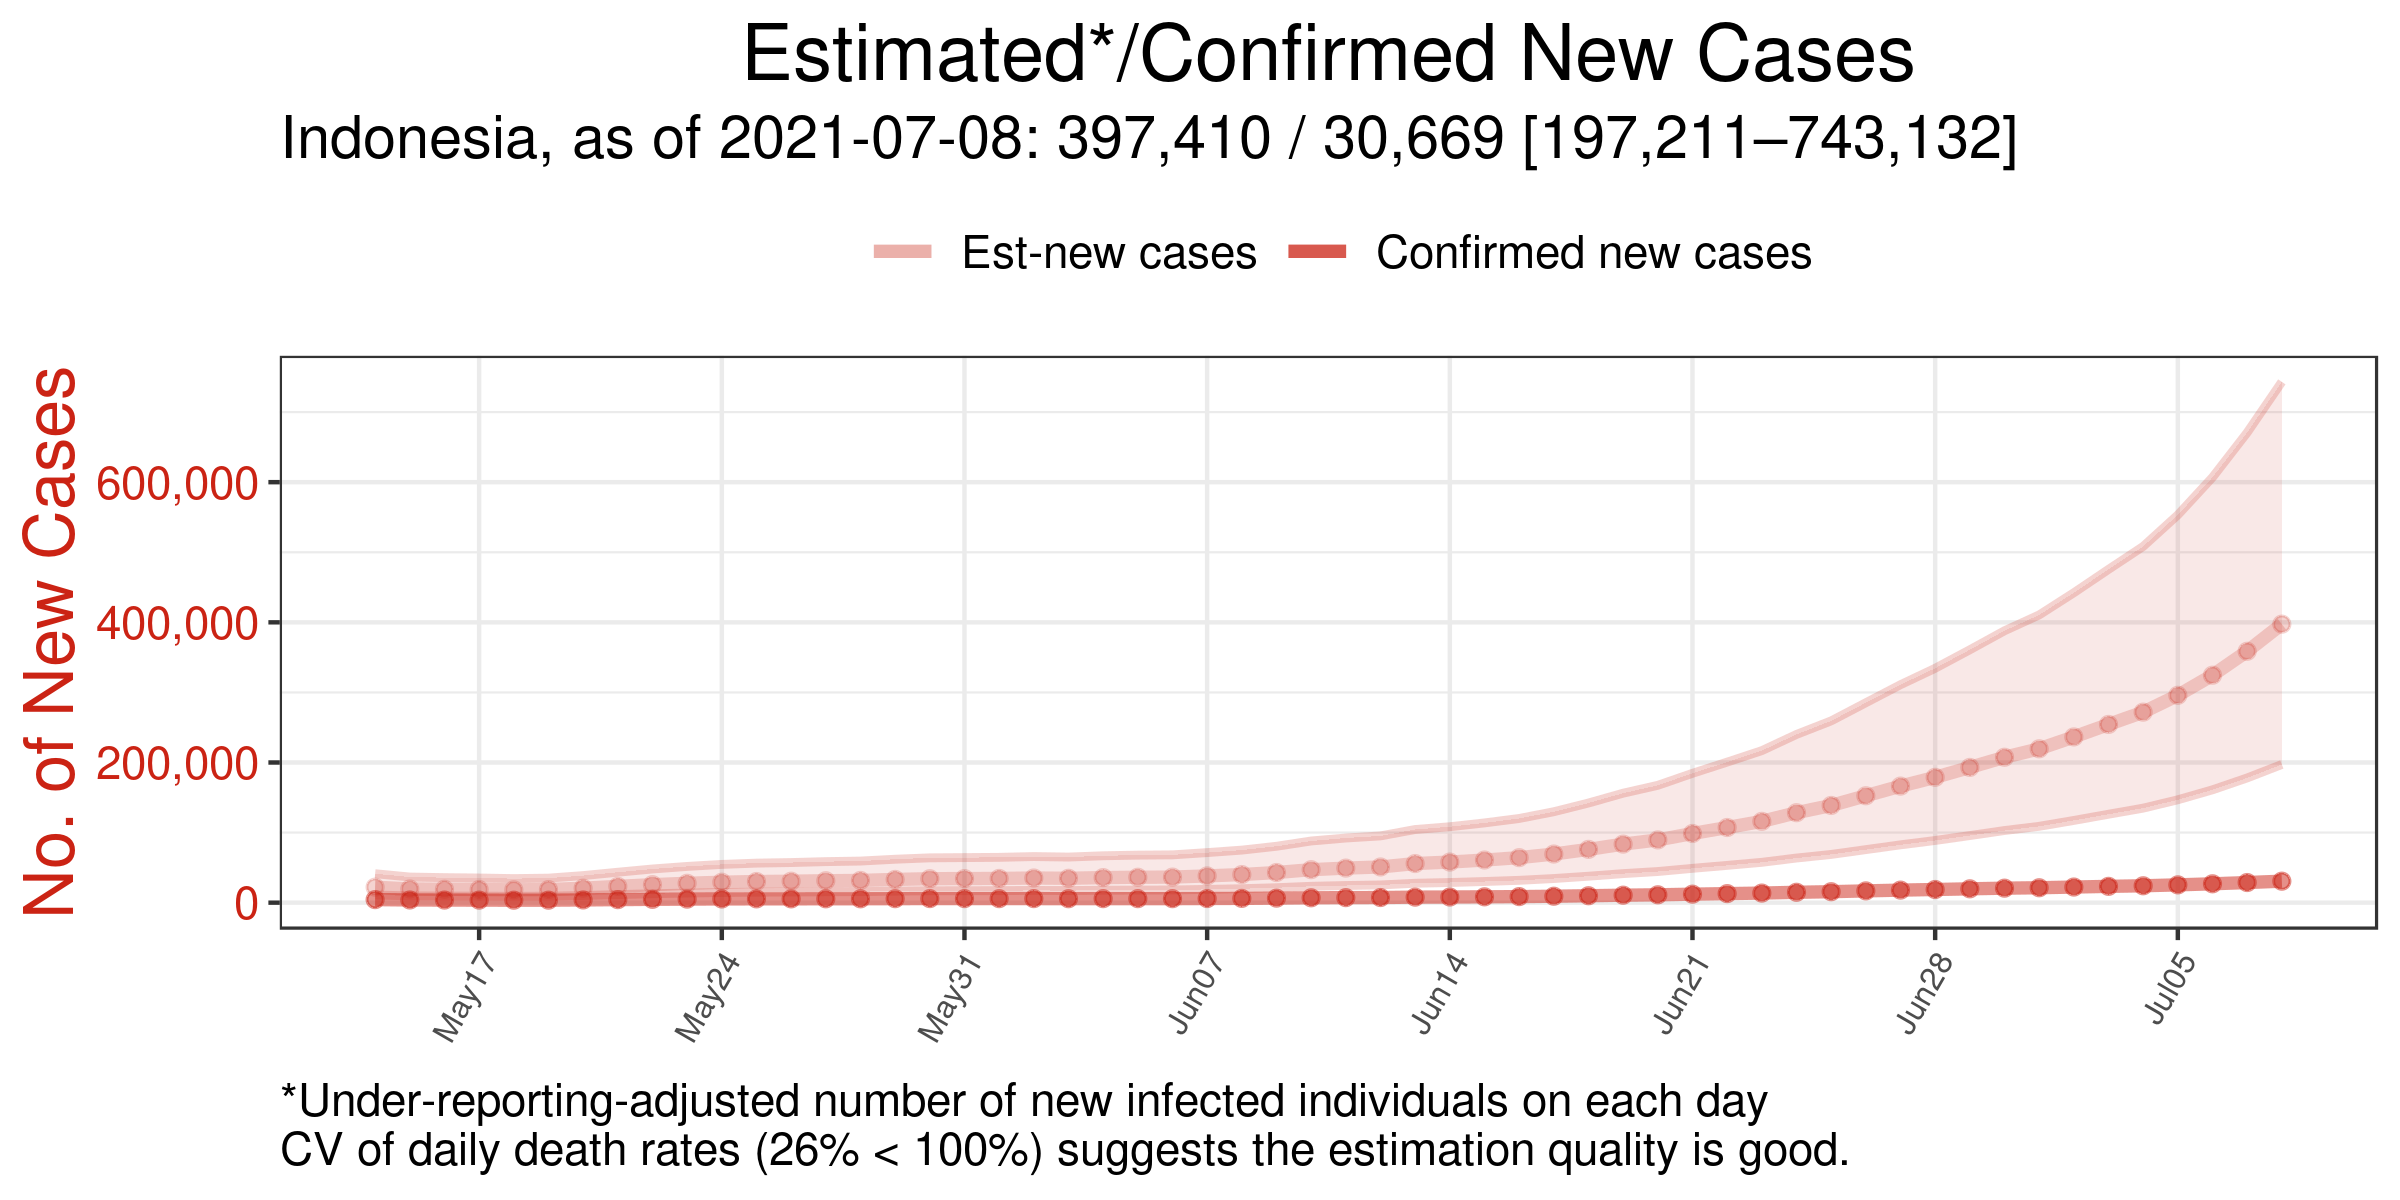 Estimated*/Confirmed New Cases
Indonesia, as of 2021-07-08: 397,410 / 30,669 [197,211–743,132]
Est-new cases
Confirmed new cases
No. of New Cases
600,000
400,000
200,000
0
May17
May24
May31
Jun07
Jun14
Jun21
Jun28
Jul05
*Under-reporting-adjusted number of new infected individuals on each day
CV of daily death rates (26% < 100%) suggests the estimation quality is good.